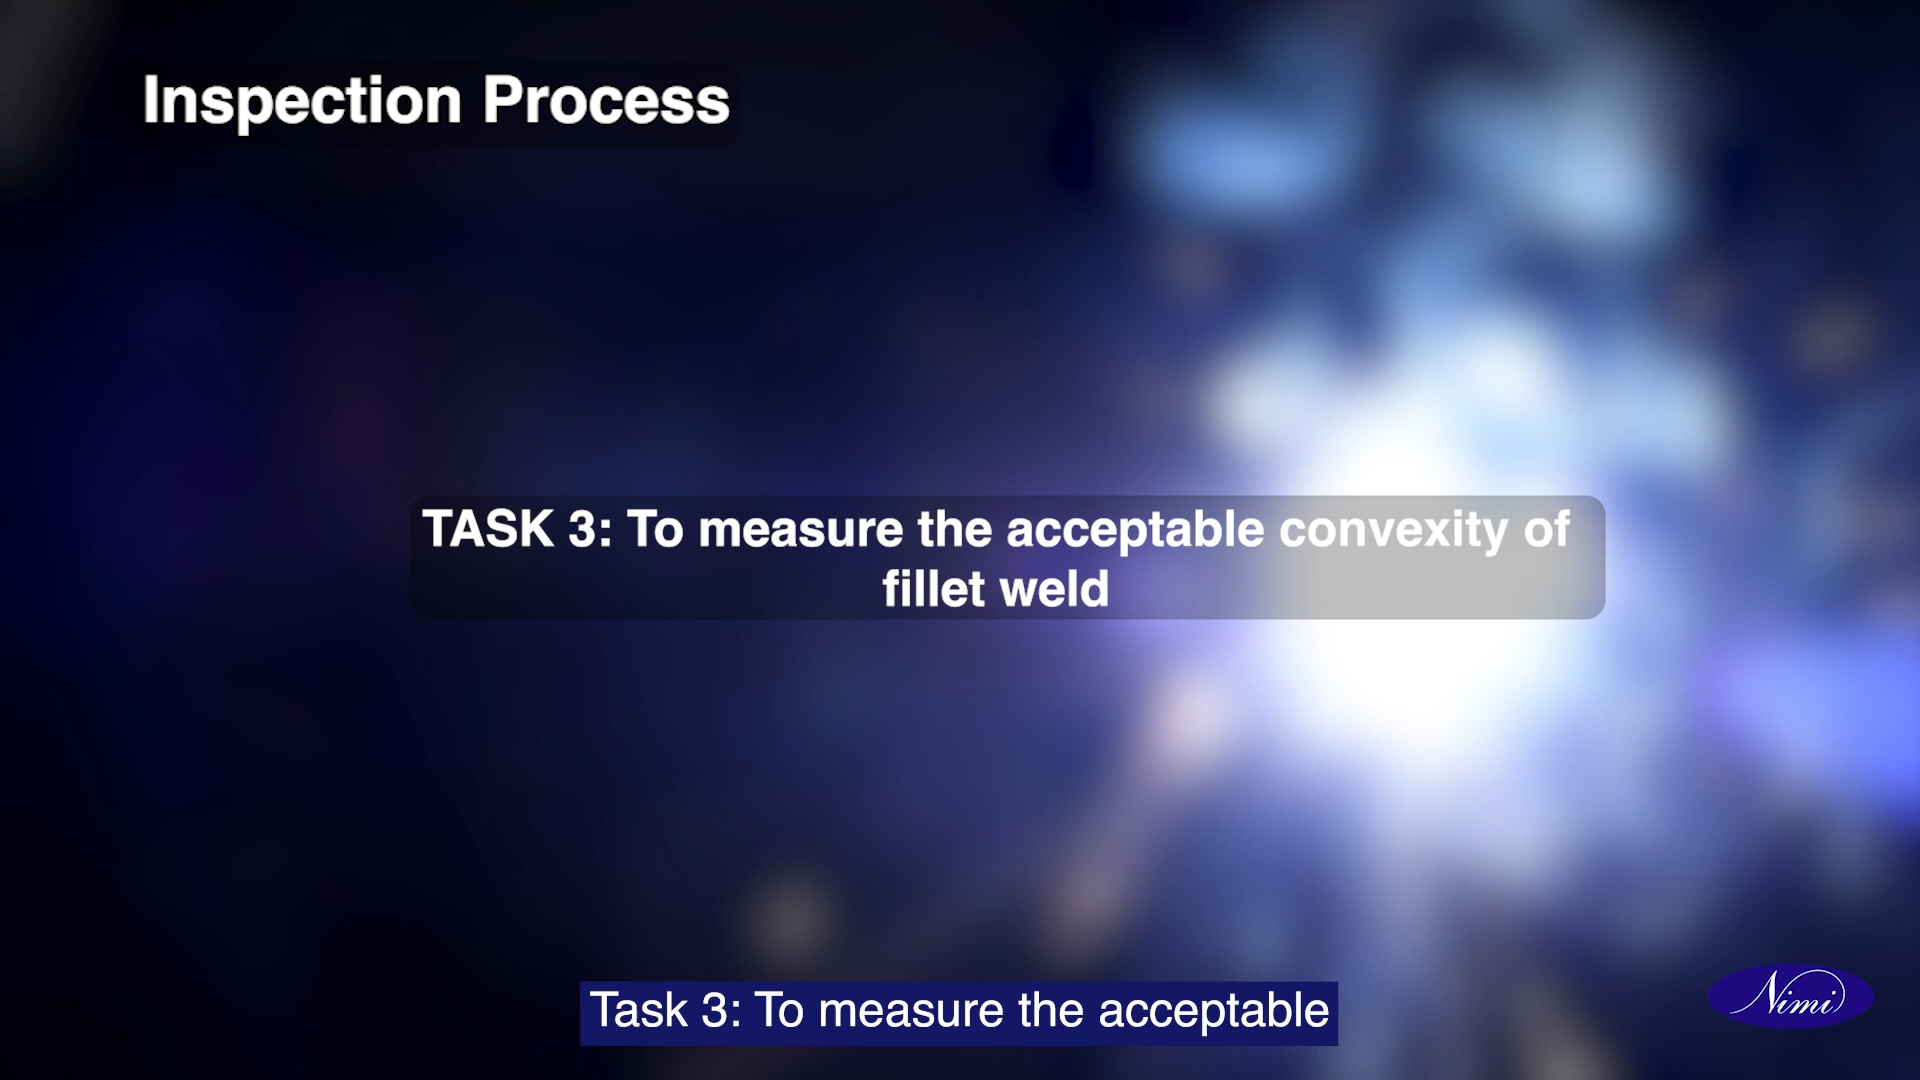 Inspection Process
TASK 3: To measure the acceptable convexity of
fillet weld
Task 3: To measure the acceptable
Nimi